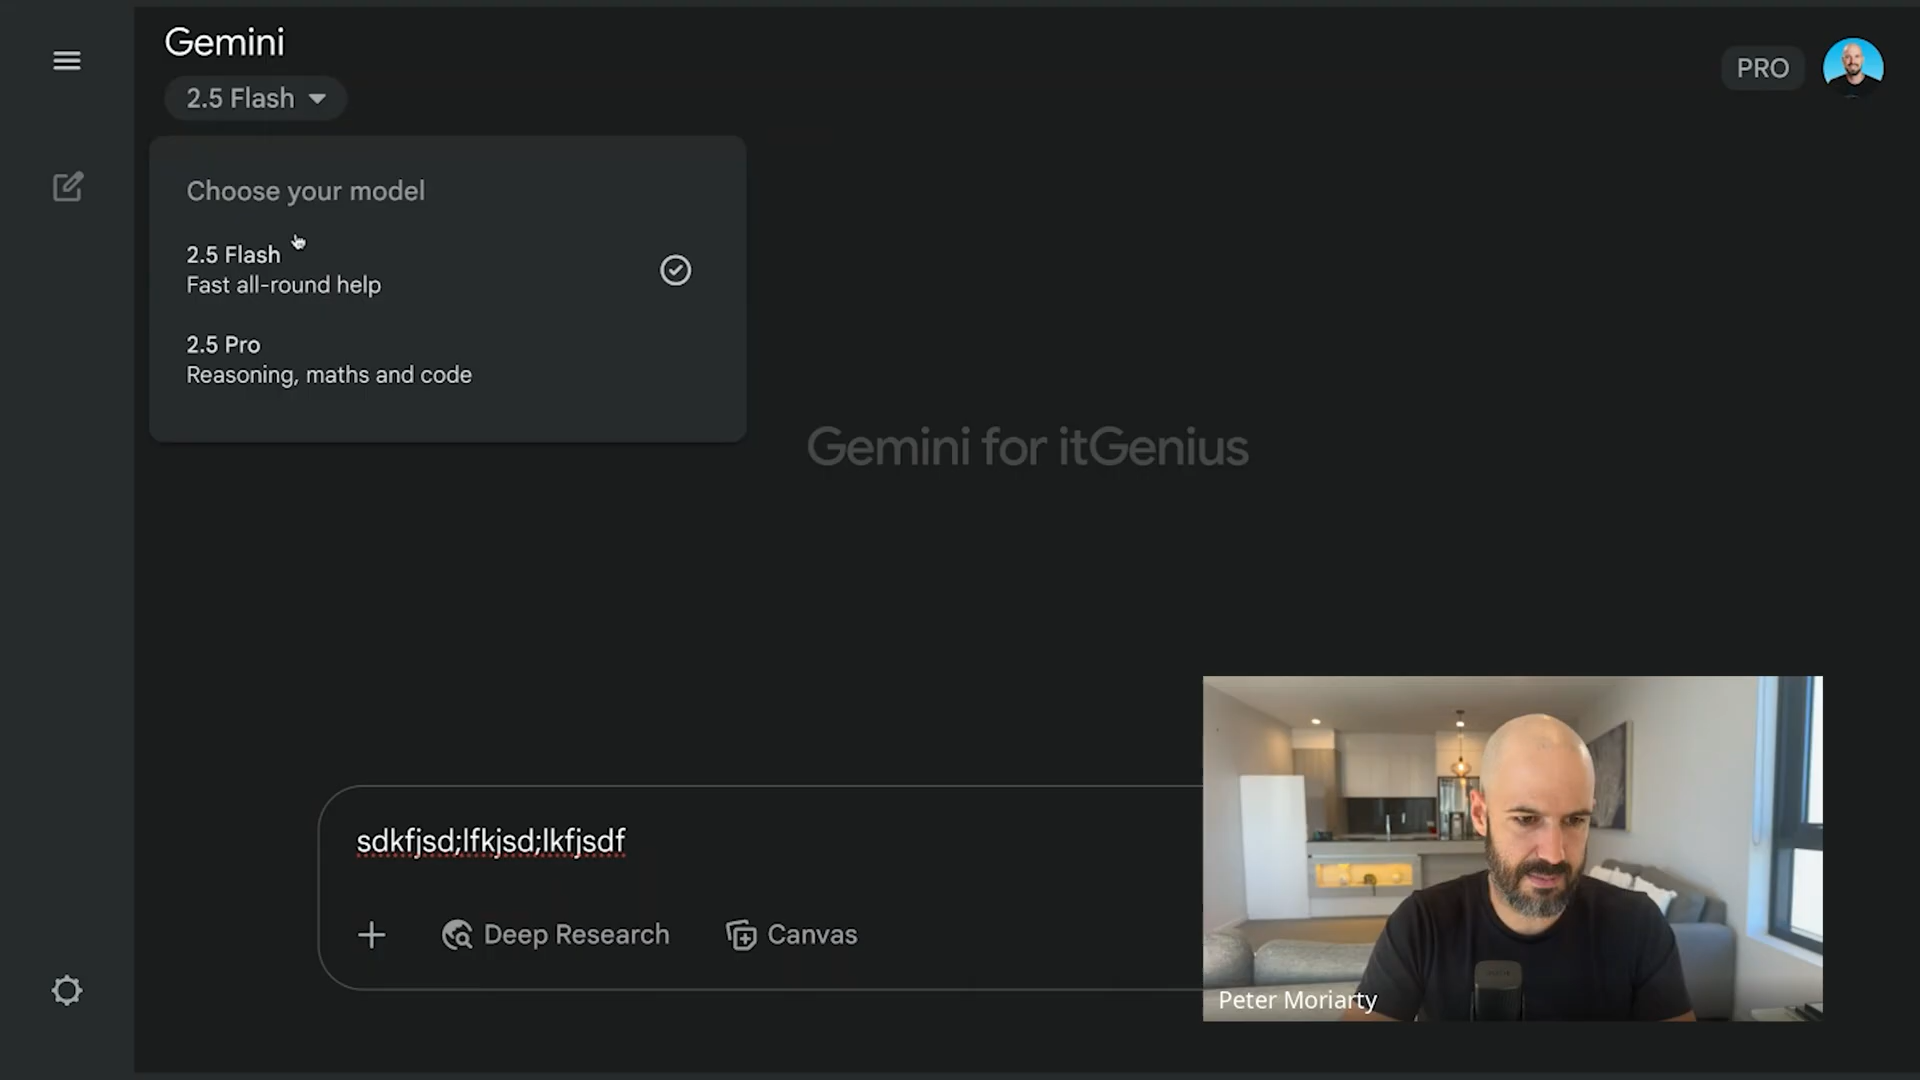 Gemini
2.5 Flash
PRO
Choose your model
2.5 Flash
Fast all-round help
2.5 Pro
Reasoning, maths and code
Gemini for itGenius
sdkfjsd;lfkjsd;lkfjsdf
Deep Research
Canvas
Peter Moriarty